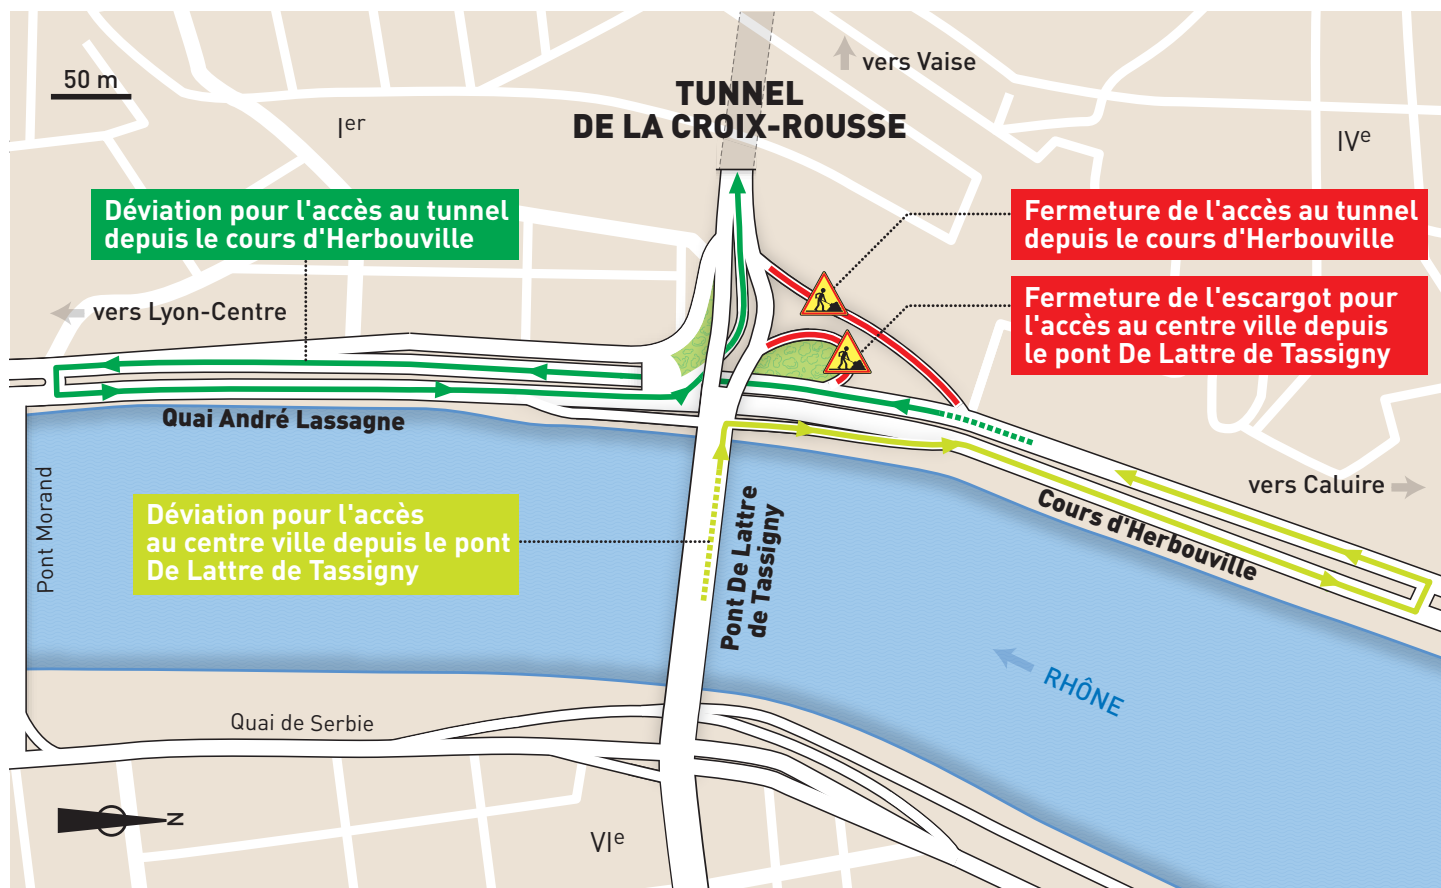 50 m
Ier
TUNNEL
DE LA CROIX-ROUSSE
vers Vaise
IVe
Déviation pour l'accès au tunnel
depuis le cours d'Herbouville
Fermeture de l'accès au tunnel
depuis le cours d'Herbouville
Fermeture de l'escargot pour
l'accès au centre ville depuis
le pont De Lattre de Tassigny
vers Lyon-Centre
Quai André Lassagne
Pont Morand
Déviation pour l'accès
au centre ville depuis le pont
De Lattre de Tassigny
Pont De Lattre
de Tassigny
Cours d'Herbouville
vers Caluire
RHÔNE
Quai de Serbie
N
VIe